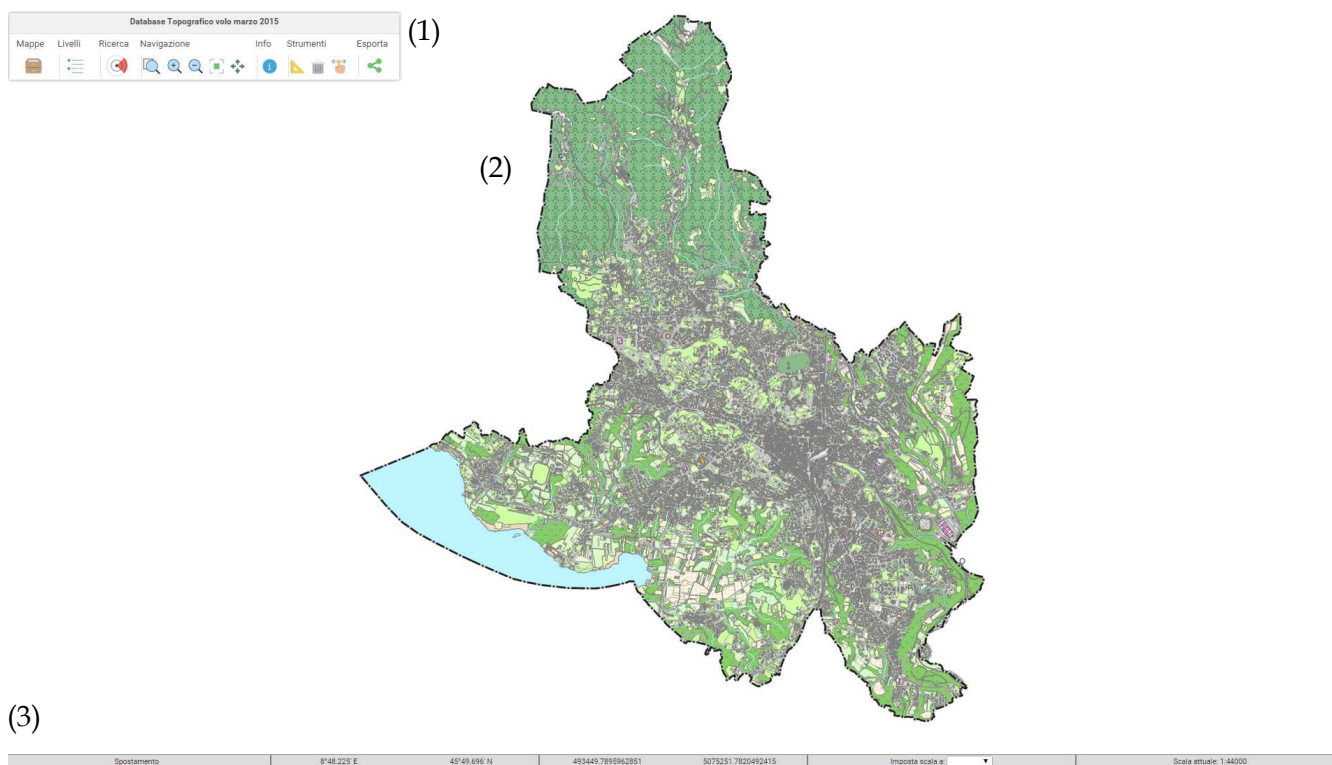 Database Topografico volo marzo 2015
(1)
Mappe Livelli Ricerca Navigazione Info Strumenti Esporta
(2)
(3)
Spostamento 8°48.225' E 45°49.696' N 493449.7895962851 5075251.7820492415 Imposta scala a: Scala attuale: 1:44000